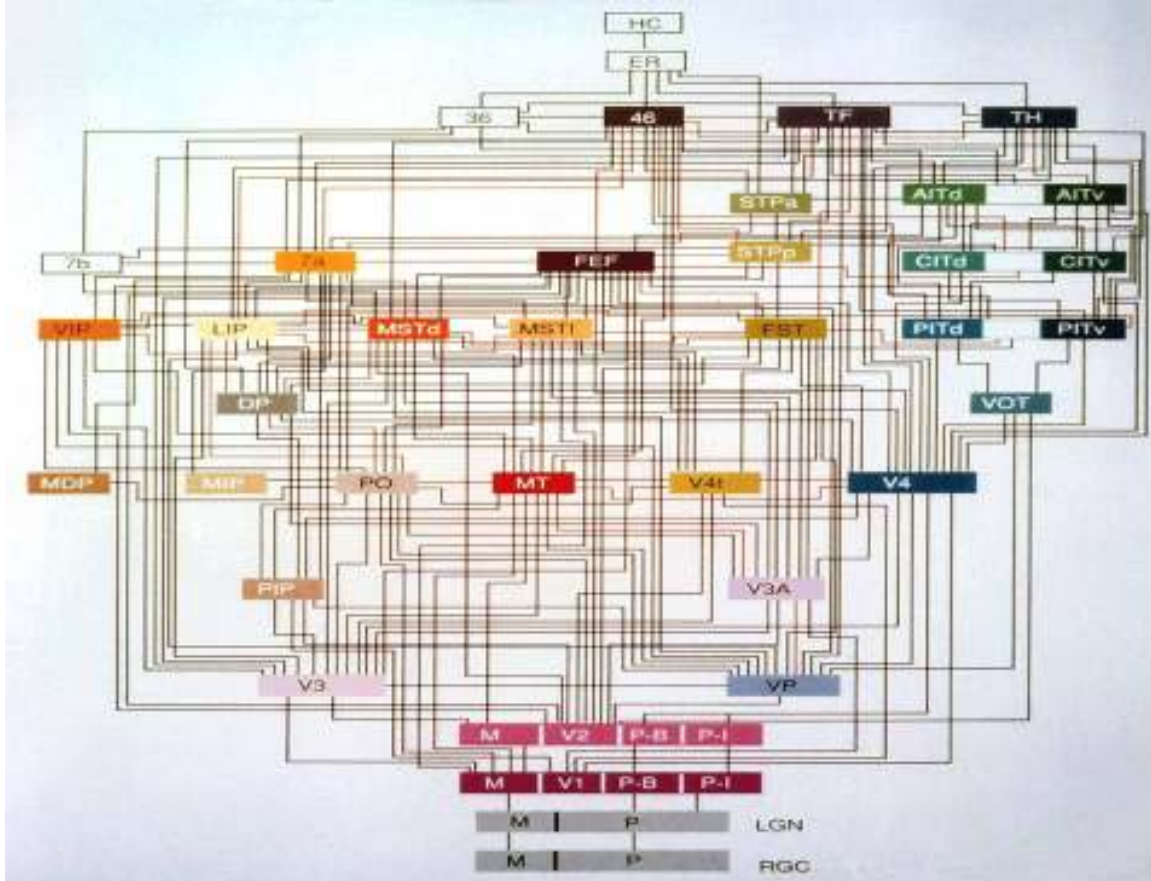 HC
ER
36 46 TF TH
STPa AITd AITv
7b 7a FEF STPp CITd CITv
VIP LIP MSTd MSTl FST PITd PITv
DP VOT
MDP MIP PO MT V4t V4
PIP V3A
V3 VP
M V2 P-B P-I
M V1 P-B P-I
M P LGN
M P RGC